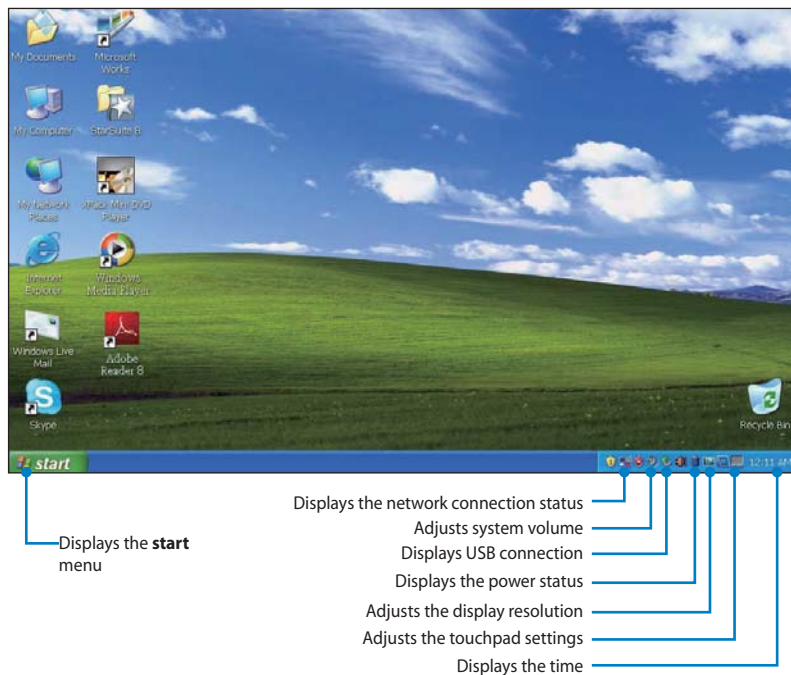 My Documents
Microsoft
Works
My Computer
StarSuite 8
My Network
Places
XPack Mini DVD
Player
Internet
Explorer
Windows
Media Player
Windows Live
Mail
Adobe
Reader 8
Skype
Recycle Bin
start
12:11 AM
Displays the start
menu
Displays the network connection status
Adjusts system volume
Displays USB connection
Displays the power status
Adjusts the display resolution
Adjusts the touchpad settings
Displays the time